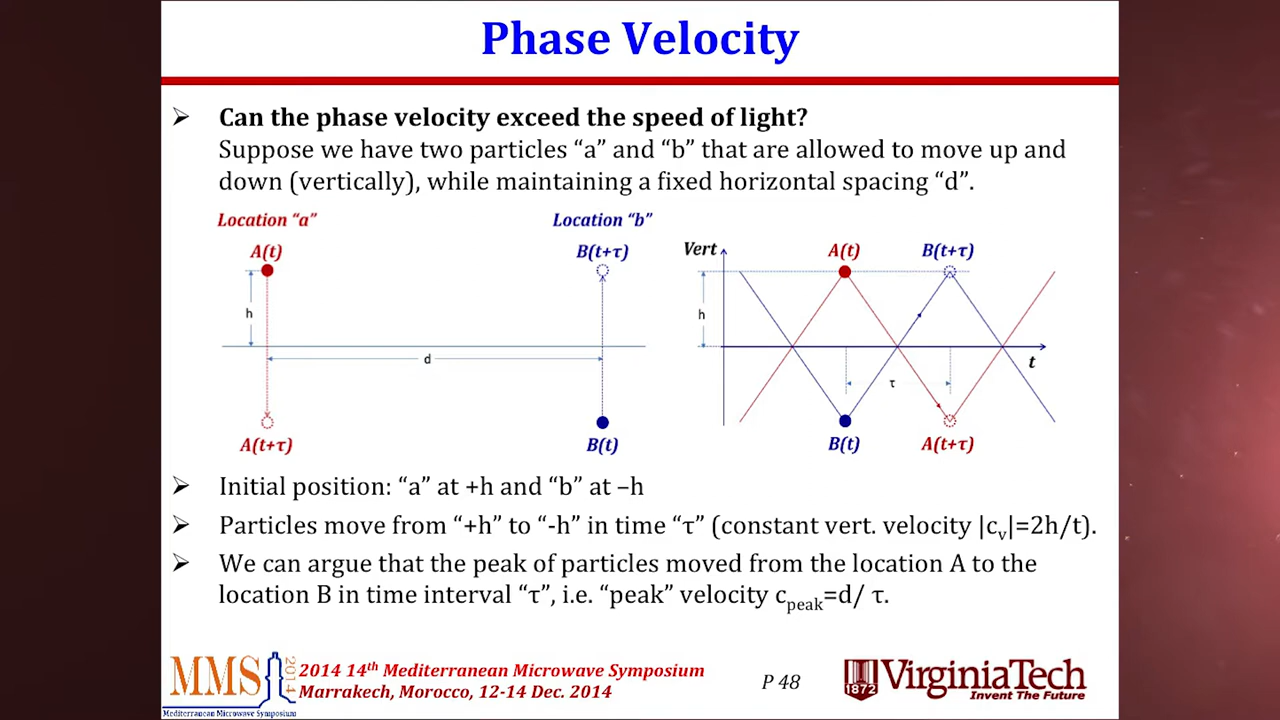 Phase Velocity
Can the phase velocity exceed the speed of light?
Suppose we have two particles “a” and “b” that are allowed to move up and
down (vertically), while maintaining a fixed horizontal spacing “d”.
Location “a”
Location “b”
A(t)
B(t+τ)
h
d
A(t+τ)
B(t)
Vert
A(t)
B(t+τ)
h
t
τ
B(t)
A(t+τ)
Initial position: “a” at +h and “b” at –h
Particles move from “+h” to “-h” in time “τ” (constant vert. velocity |cv|=2h/t).
We can argue that the peak of particles moved from the location A to the
location B in time interval “τ”, i.e. “peak” velocity cpeak=d/ τ.
MMS
2014
Mediterranean Microwave Symposium
2014 14th Mediterranean Microwave Symposium
Marrakech, Morocco, 12-14 Dec. 2014
P 48
1872
VirginiaTech
Invent The Future